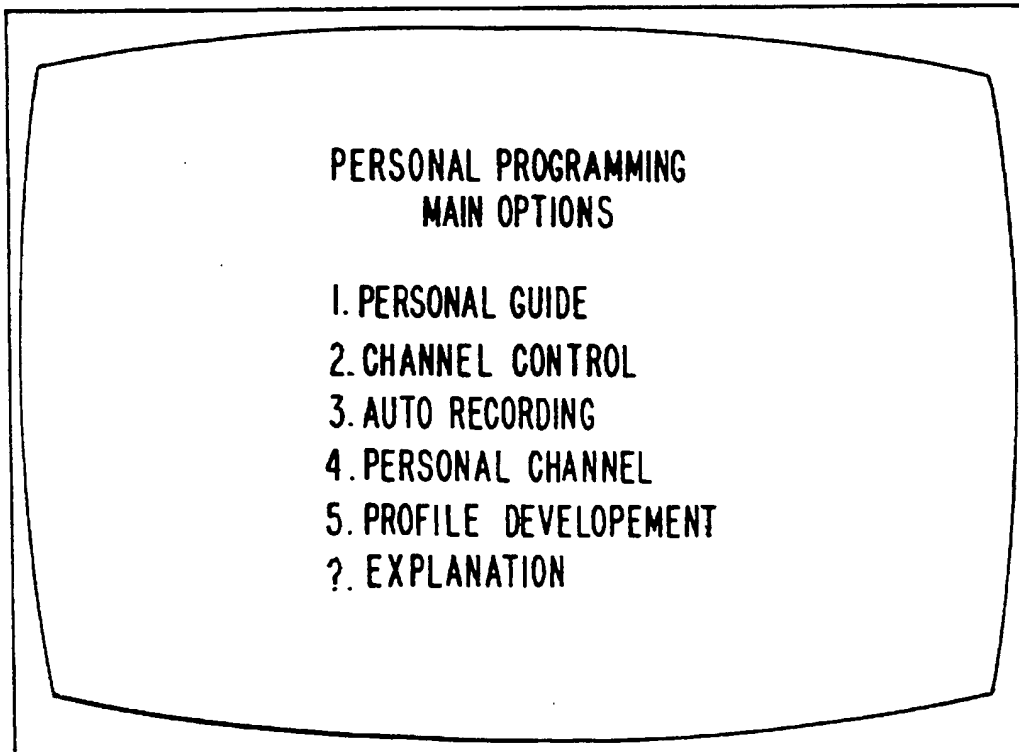 PERSONAL PROGRAMMING
MAIN OPTIONS
1. PERSONAL GUIDE
2. CHANNEL CONTROL
3. AUTO RECORDING
4. PERSONAL CHANNEL
5. PROFILE DEVELOPEMENT
?. EXPLANATION